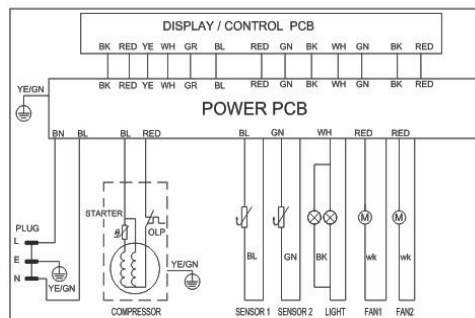 DISPLAY / CONTROL PCB
BK RED YE WH GR BL RED GN BK WH GN BK RED
BK RED YE WH GR BL RED GN BK WH GN BK RED
YE/GN
POWER PCB
BN BL BL RED BL GN WH RED RED
STARTER
OLP
PLUG
L
E
N
YE/GN
YE/GN
M M
BL GN BK wk wk
COMPRESSOR SENSOR 1 SENSOR 2 LIGHT FAN1 FAN2